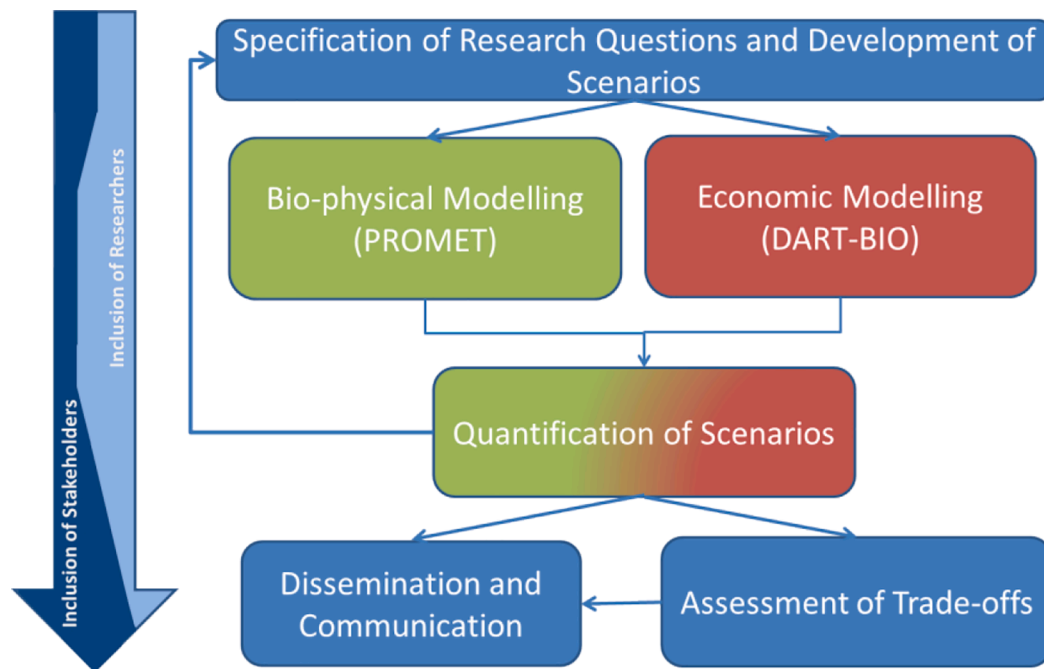 Specification of Research Questions and Development of
Scenarios
Bio-physical Modelling
(PROMET)
Economic Modelling
(DART-BIO)
Inclusion of Researchers
Inclusion of Stakeholders
Quantification of Scenarios
Dissemination and
Communication
Assessment of Trade-offs